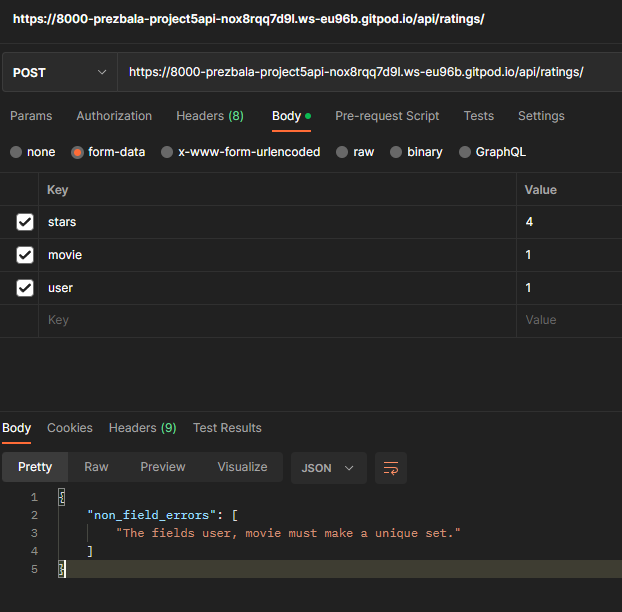 https://8000-prezbala-project5api-nox8rqq7d9l.ws-eu96b.gitpod.io/api/ratings/
POST https://8000-prezbala-project5api-nox8rqq7d9l.ws-eu96b.gitpod.io/api/ratings/
Params Authorization Headers (8) Body Pre-request Script Tests Settings
none form-data x-www-form-urlencoded raw binary GraphQL
Key Value
stars 4
movie 1
user 1
Key Value
Body Cookies Headers (9) Test Results
Pretty Raw Preview Visualize JSON
1 {
2 "non_field_errors": [
3 "The fields user, movie must make a unique set."
4 ]
5 }